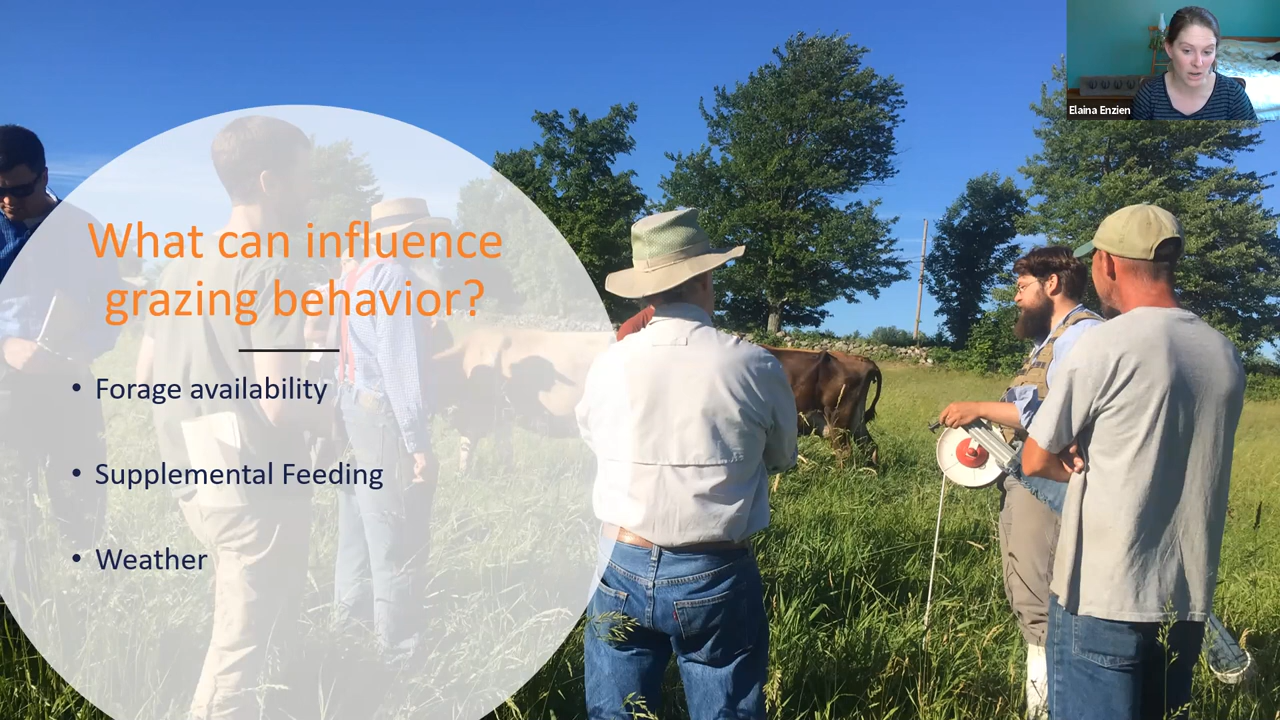 Elaina Enzien
What can influence
grazing behavior?
• Forage availability
• Supplemental Feeding
• Weather